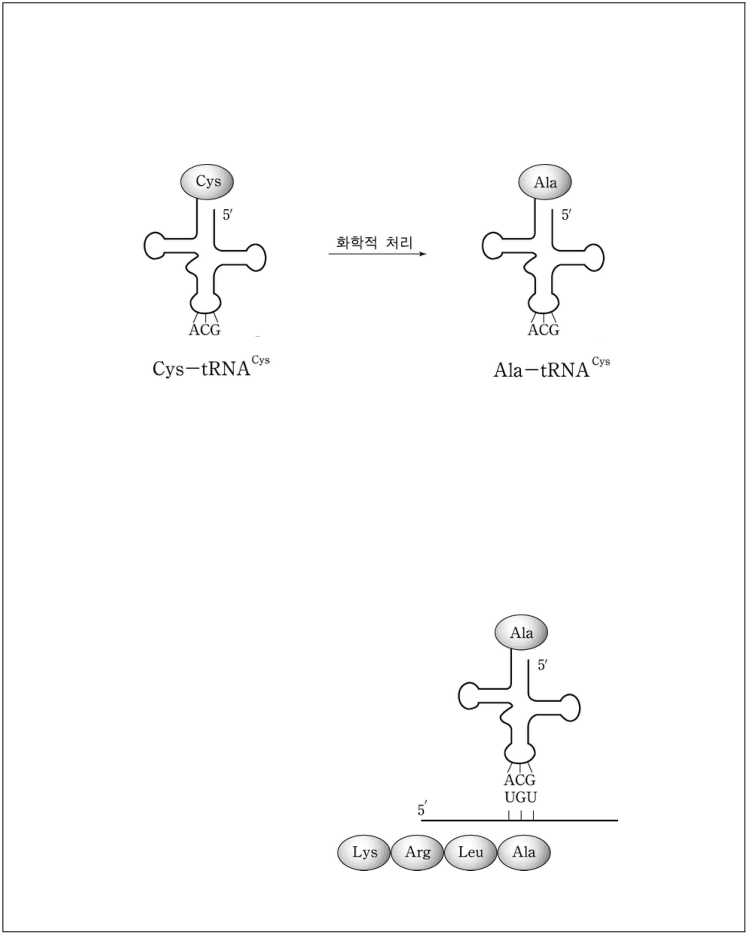 Cys Ala
5′ 5′
화학적 처리
ACG ACG
Cys－tRNA^Cys Ala－tRNA^Cys
Ala
5′
ACG
UGU
5′
Lys Arg Leu Ala